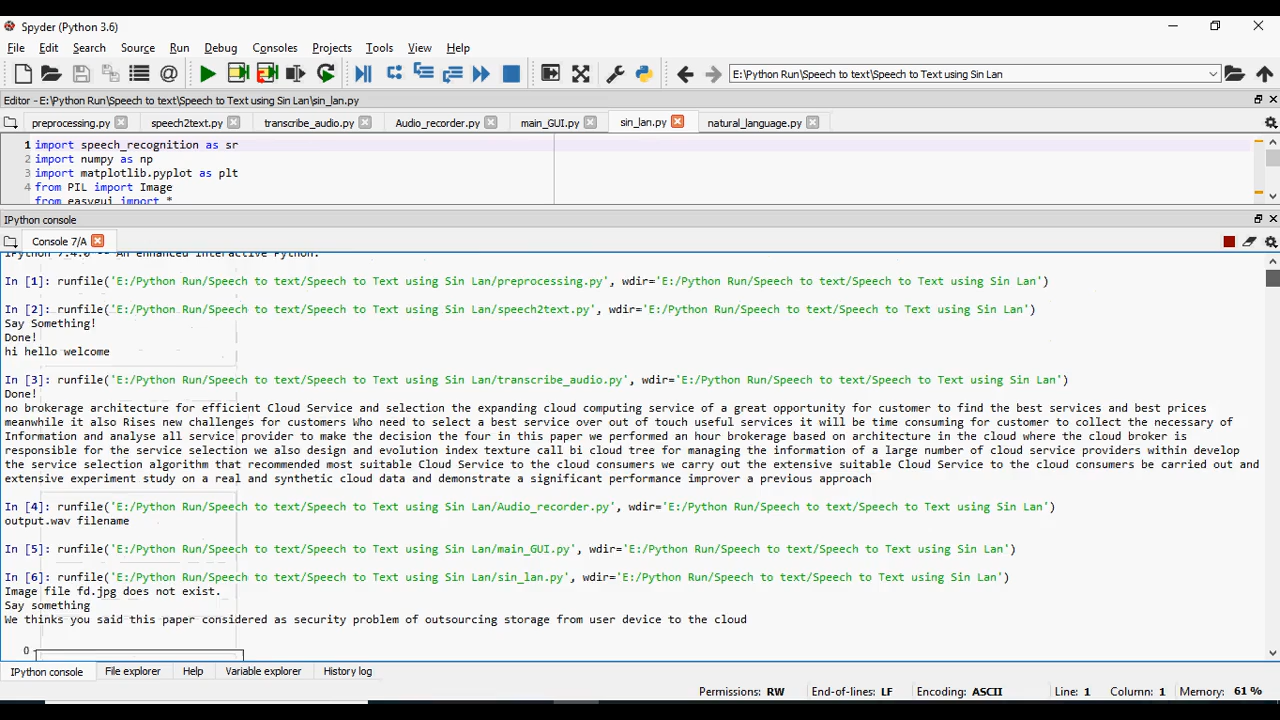 Spyder (Python 3.6)
File Edit Search Source Run Debug Consoles Projects Tools View Help
E:\Python Run\Speech to text\Speech to Text using Sin Lan
Editor - E:\Python Run\Speech to text\Speech to Text using Sin Lan\sin_lan.py
preprocessing.py speech2text.py transcribe_audio.py Audio_recorder.py main_GUI.py sin_lan.py natural_language.py
1 import speech_recognition as sr
2 import numpy as np
3 import matplotlib.pyplot as plt
4 from PIL import Image
from easygui import *
IPython console
Console 7/A
IPython 7.4.0 -- An enhanced Interactive Python.
In [1]: runfile('E:/Python Run/Speech to text/Speech to Text using Sin Lan/preprocessing.py', wdir='E:/Python Run/Speech to text/Speech to Text using Sin Lan')
In [2]: runfile('E:/Python Run/Speech to text/Speech to Text using Sin Lan/speech2text.py', wdir='E:/Python Run/Speech to text/Speech to Text using Sin Lan')
Say Something!
Done!
hi hello welcome
In [3]: runfile('E:/Python Run/Speech to text/Speech to Text using Sin Lan/transcribe_audio.py', wdir='E:/Python Run/Speech to text/Speech to Text using Sin Lan')
Done!
no brokerage architecture for efficient Cloud Service and selection the expanding cloud computing service of a great opportunity for customer to find the best services and best prices
meanwhile it also Rises new challenges for customers Who need to select a best service over out of touch useful services it will be time consuming for customer to collect the necessary of
Information and analyse all service provider to make the decision the four in this paper we performed an hour brokerage based on architecture in the cloud where the cloud broker is
responsible for the service selection we also design and evolution index texture call bi cloud tree for managing the information of a large number of cloud service providers within develop
the service selection algorithm that recommended most suitable Cloud Service to the cloud consumers we carry out the extensive suitable Cloud Service to the cloud consumers be carried out and
extensive experiment study on a real and synthetic cloud data and demonstrate a significant performance improver a previous approach
In [4]: runfile('E:/Python Run/Speech to text/Speech to Text using Sin Lan/Audio_recorder.py', wdir='E:/Python Run/Speech to text/Speech to Text using Sin Lan')
output.wav filename
In [5]: runfile('E:/Python Run/Speech to text/Speech to Text using Sin Lan/main_GUI.py', wdir='E:/Python Run/Speech to text/Speech to Text using Sin Lan')
In [6]: runfile('E:/Python Run/Speech to text/Speech to Text using Sin Lan/sin_lan.py', wdir='E:/Python Run/Speech to text/Speech to Text using Sin Lan')
Image file fd.jpg does not exist.
Say something
We thinks you said this paper considered as security problem of outsourcing storage from user device to the cloud
0
IPython console File explorer Help Variable explorer History log
Permissions: RW End-of-lines: LF Encoding: ASCII Line: 1 Column: 1 Memory: 61 %